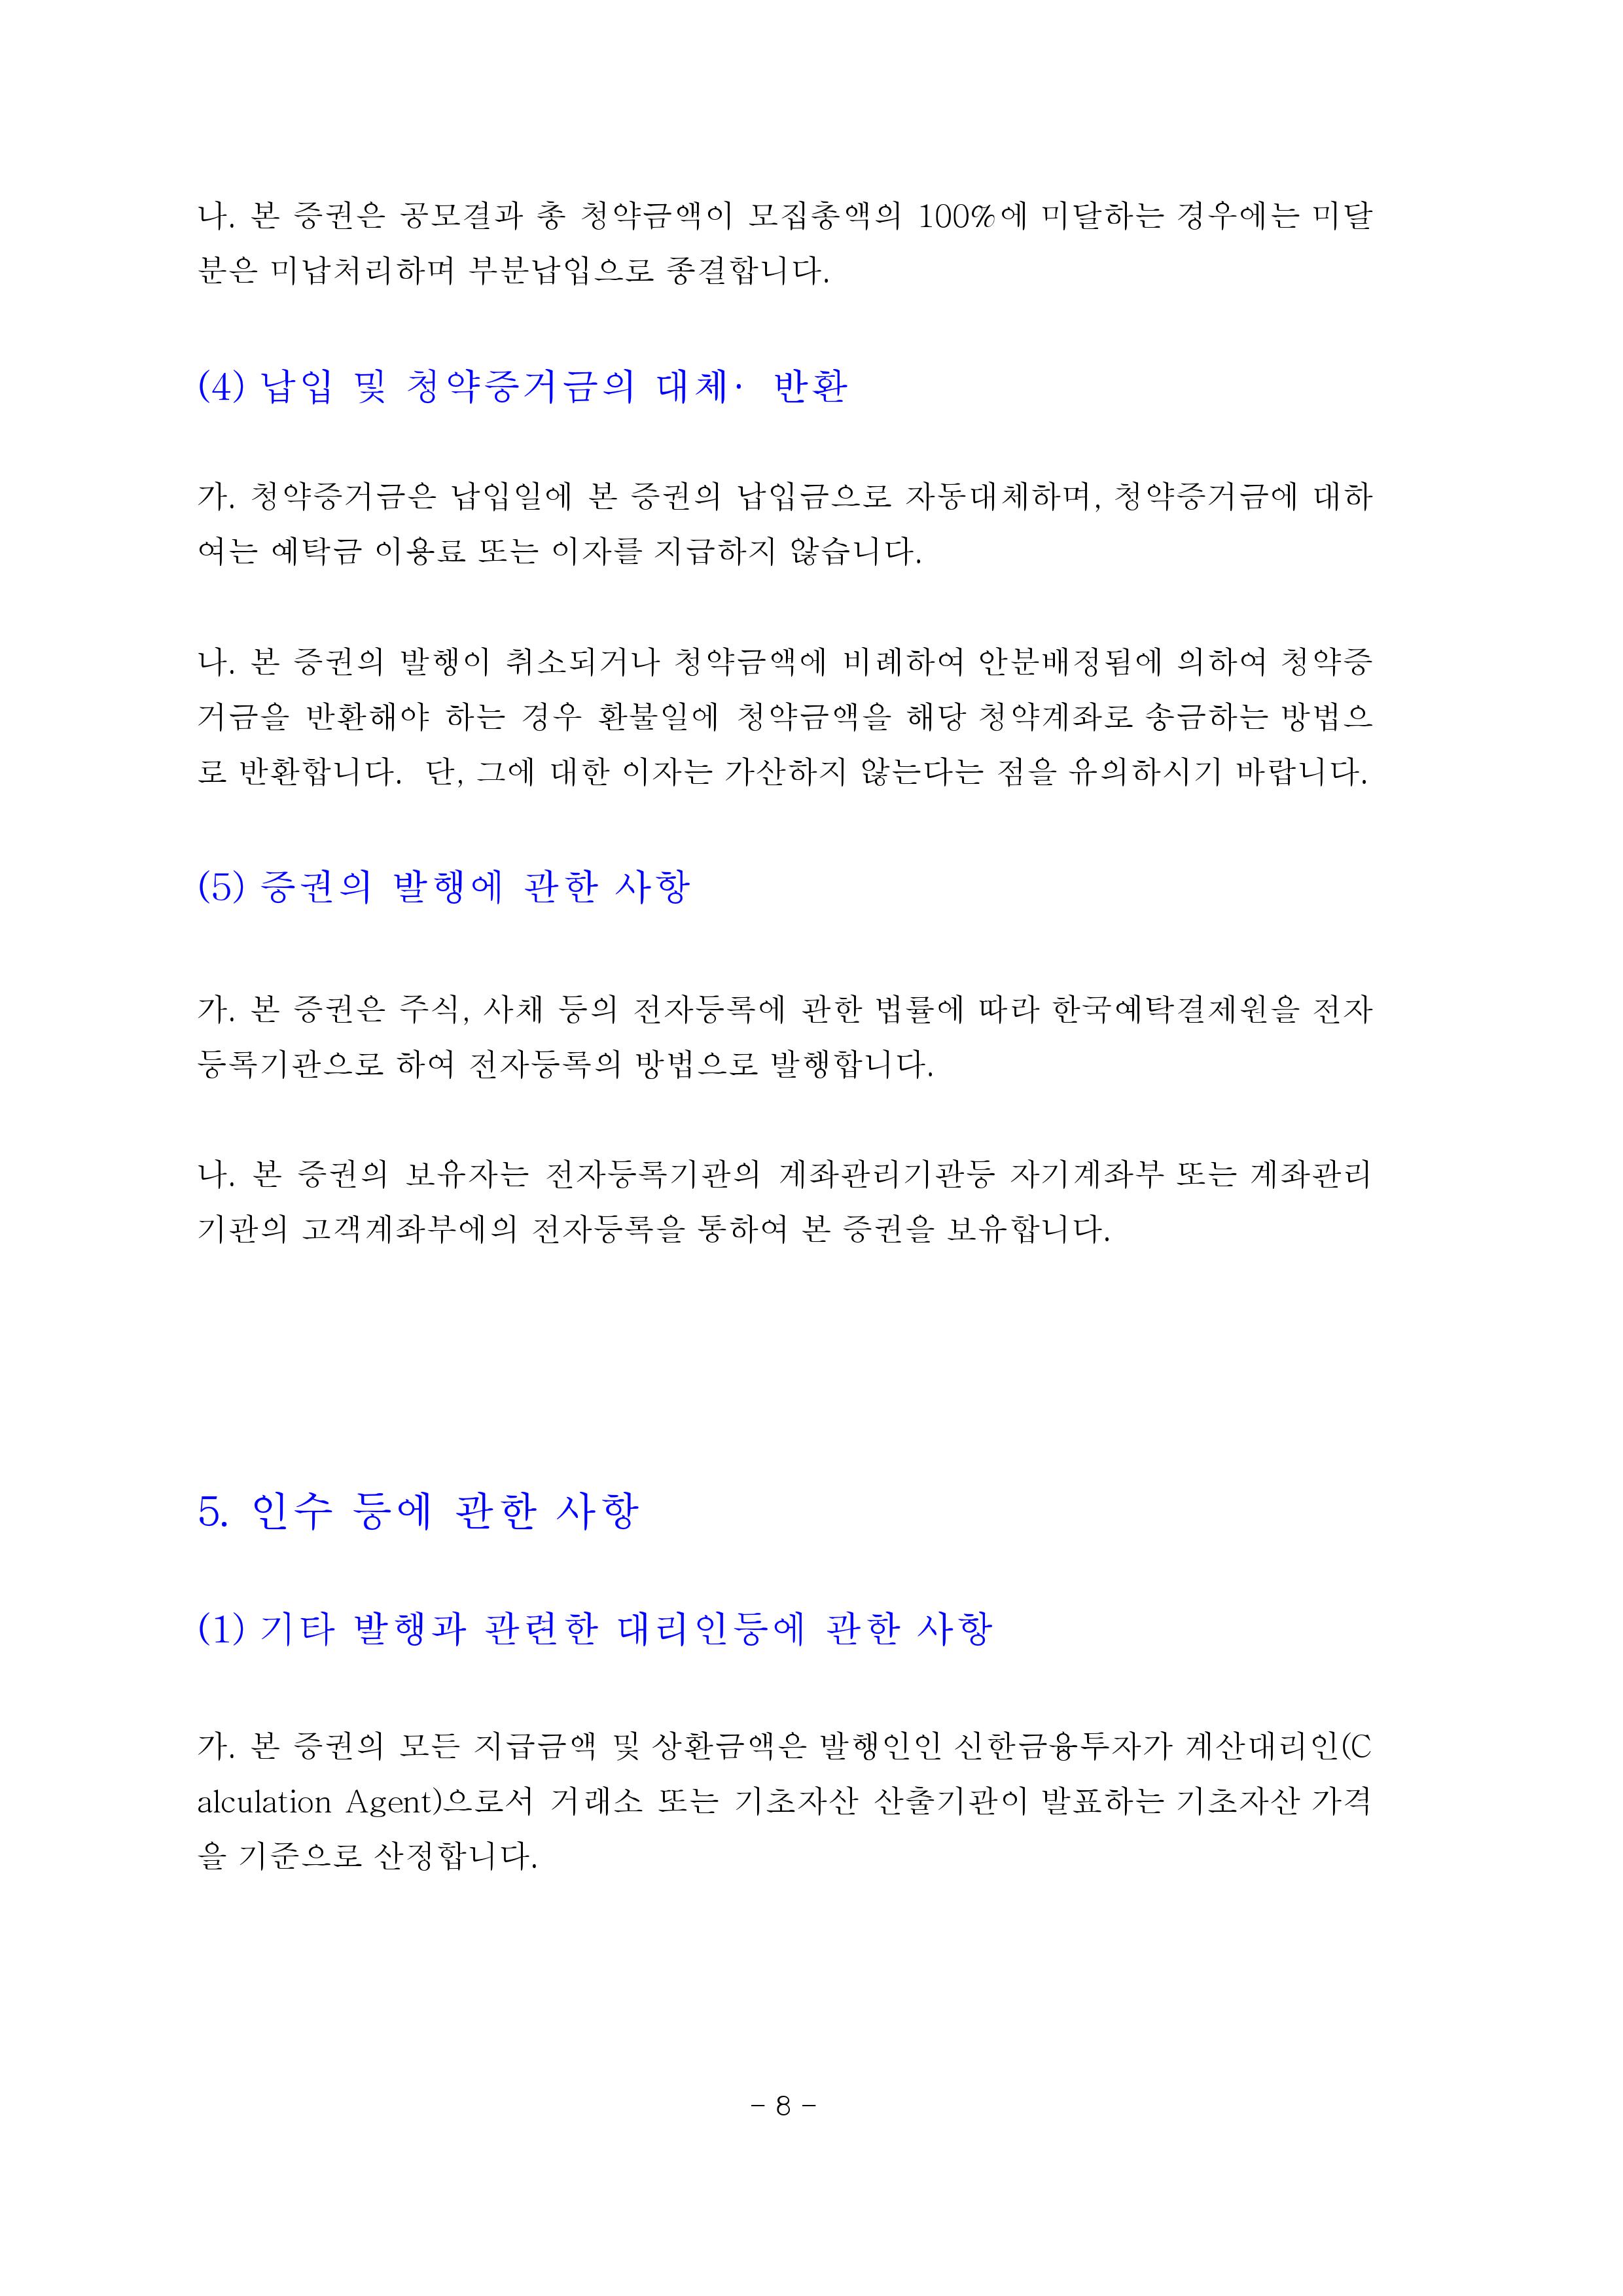 나. 본 증권은 공모결과 총 청약금액이 모집총액의 100%에 미달하는 경우에는 미달
분은 미납처리하며 부분납입으로 종결합니다.
(4) 납입 및 청약증거금의 대체· 반환
가. 청약증거금은 납입일에 본 증권의 납입금으로 자동대체하며, 청약증거금에 대하
여는 예탁금 이용료 또는 이자를 지급하지 않습니다.
나. 본 증권의 발행이 취소되거나 청약금액에 비례하여 안분배정됨에 의하여 청약증
거금을 반환해야 하는 경우 환불일에 청약금액을 해당 청약계좌로 송금하는 방법으
로 반환합니다. 단, 그에 대한 이자는 가산하지 않는다는 점을 유의하시기 바랍니다.
(5) 증권의 발행에 관한 사항
가. 본 증권은 주식, 사채 등의 전자등록에 관한 법률에 따라 한국예탁결제원을 전자
등록기관으로 하여 전자등록의 방법으로 발행합니다.
나. 본 증권의 보유자는 전자등록기관의 계좌관리기관등 자기계좌부 또는 계좌관리
기관의 고객계좌부에의 전자등록을 통하여 본 증권을 보유합니다.
5. 인수 등에 관한 사항
(1) 기타 발행과 관련한 대리인등에 관한 사항
가. 본 증권의 모든 지급금액 및 상환금액은 발행인인 신한금융투자가 계산대리인(C
alculation Agent)으로서 거래소 또는 기초자산 산출기관이 발표하는 기초자산 가격
을 기준으로 산정합니다.
- 8 -